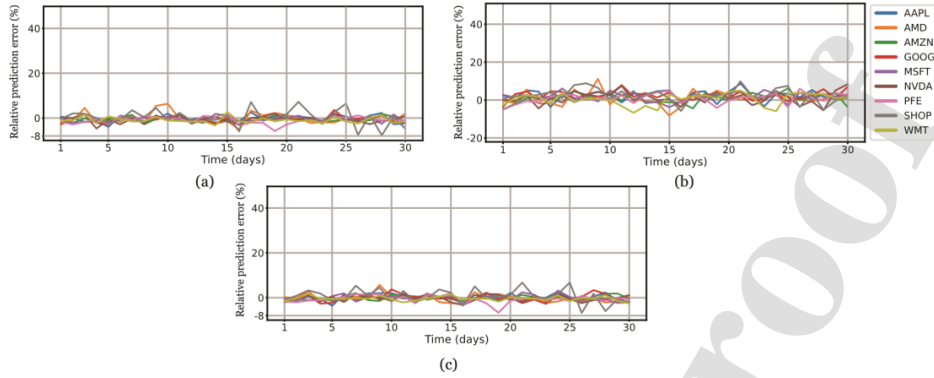 Relative prediction error (%)
40
20
0
-8
1
5
10
15
20
25
30
Time (days)
(a)
Relative prediction error (%)
40
20
0
-20
1
5
10
15
20
25
30
Time (days)
(b)
AAPL
AMD
AMZN
GOOG
MSFT
NVDA
PFE
SHOP
WMT
Relative prediction error (%)
40
20
0
-8
1
5
10
15
20
25
30
Time (days)
(c)
roof